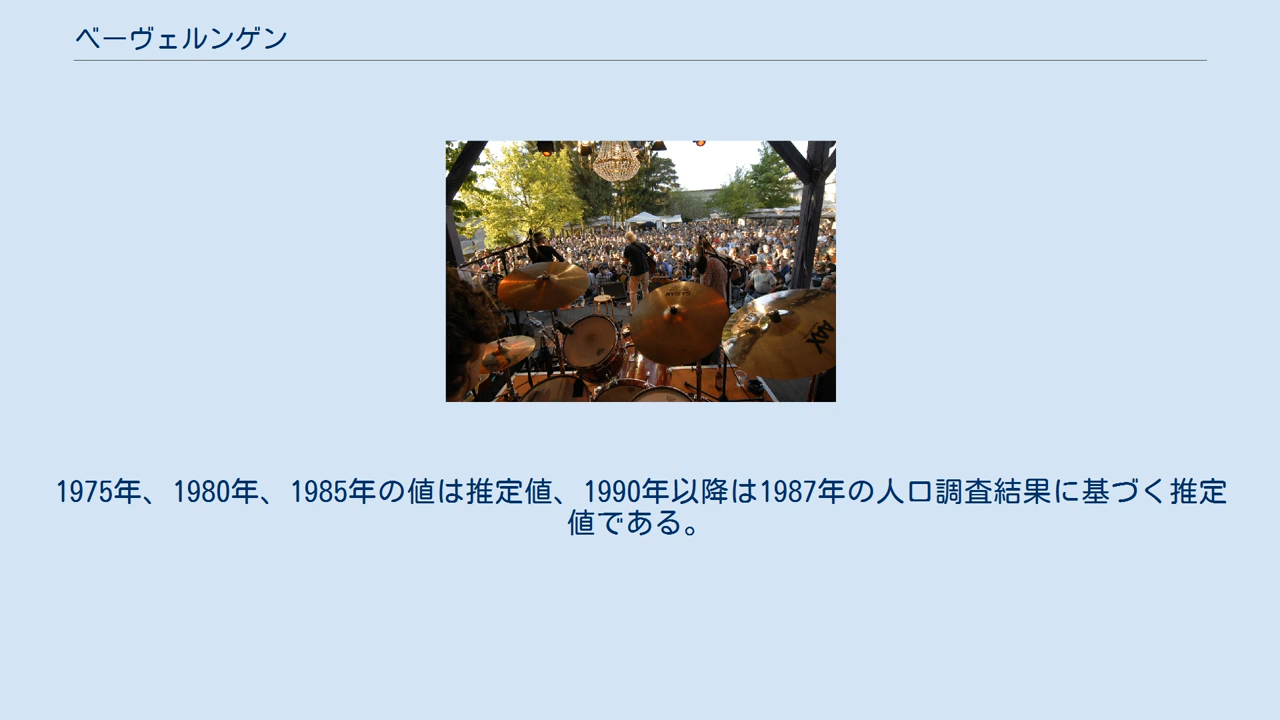 ベーヴェルンゲン
SABIAN
AAX
1975年、1980年、1985年の値は推定値、1990年以降は1987年の人口調査結果に基づく推定
値である。